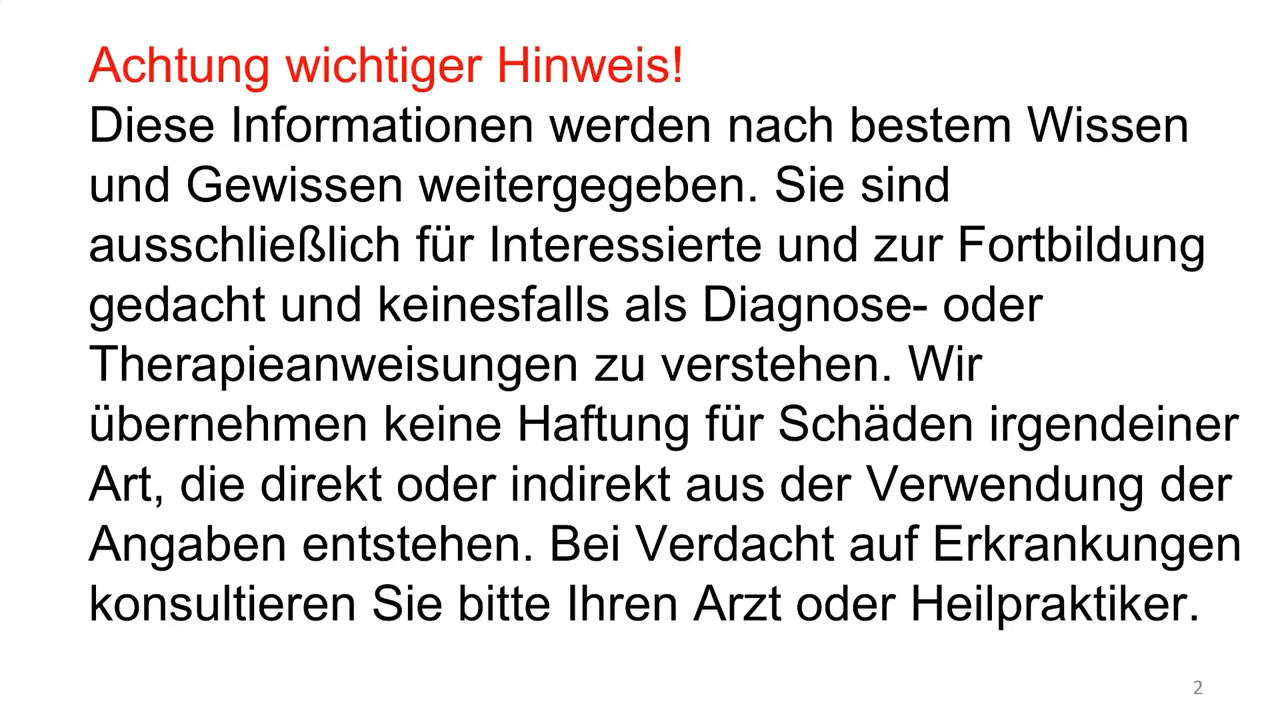 Achtung wichtiger Hinweis!
Diese Informationen werden nach bestem Wissen
und Gewissen weitergegeben. Sie sind
ausschließlich für Interessierte und zur Fortbildung
gedacht und keinesfalls als Diagnose- oder
Therapieanweisungen zu verstehen. Wir
übernehmen keine Haftung für Schäden irgendeiner
Art, die direkt oder indirekt aus der Verwendung der
Angaben entstehen. Bei Verdacht auf Erkrankungen
konsultieren Sie bitte Ihren Arzt oder Heilpraktiker.
2